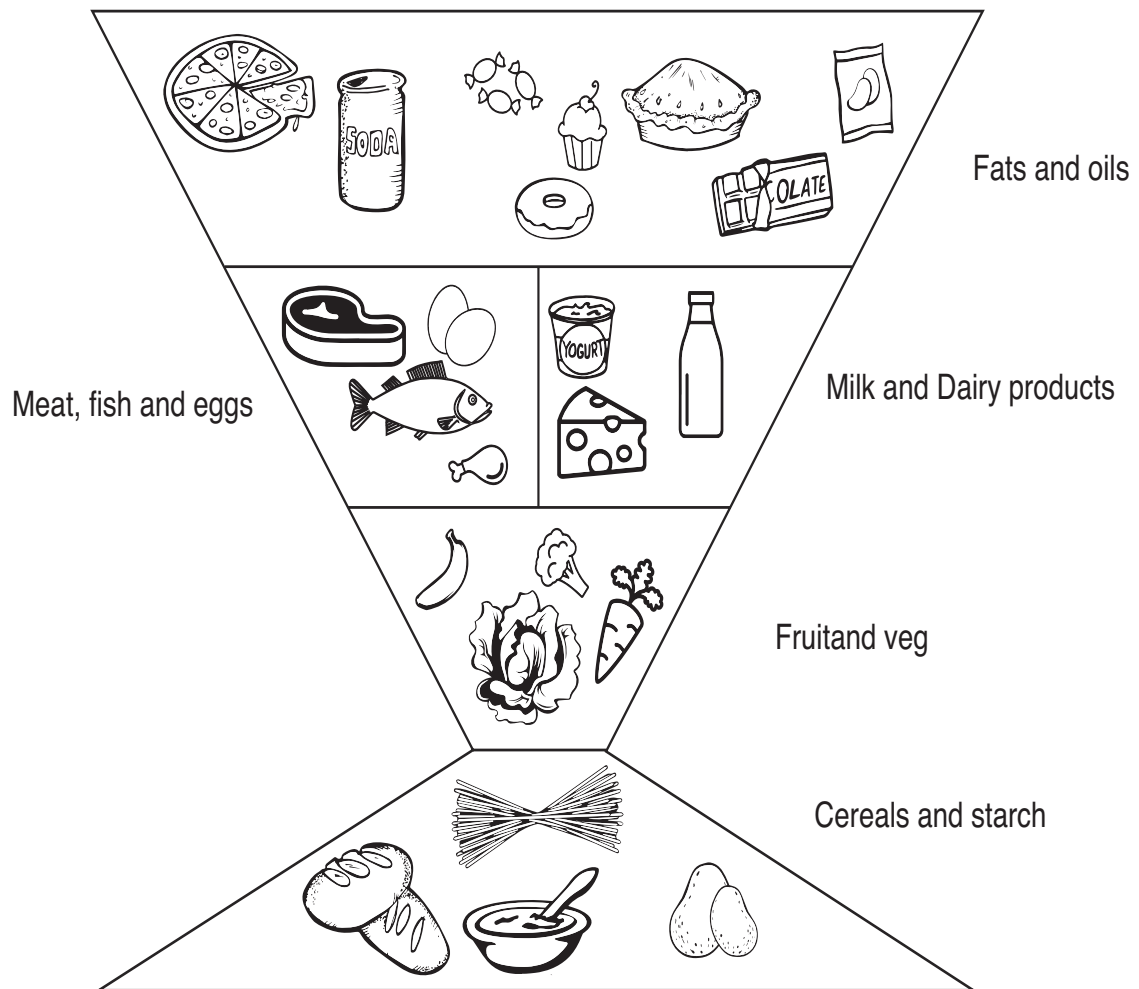 SODA
OLATE
Fats and oils
YOGURT
Meat, fish and eggs
Milk and Dairy products
Fruitand veg
Cereals and starch